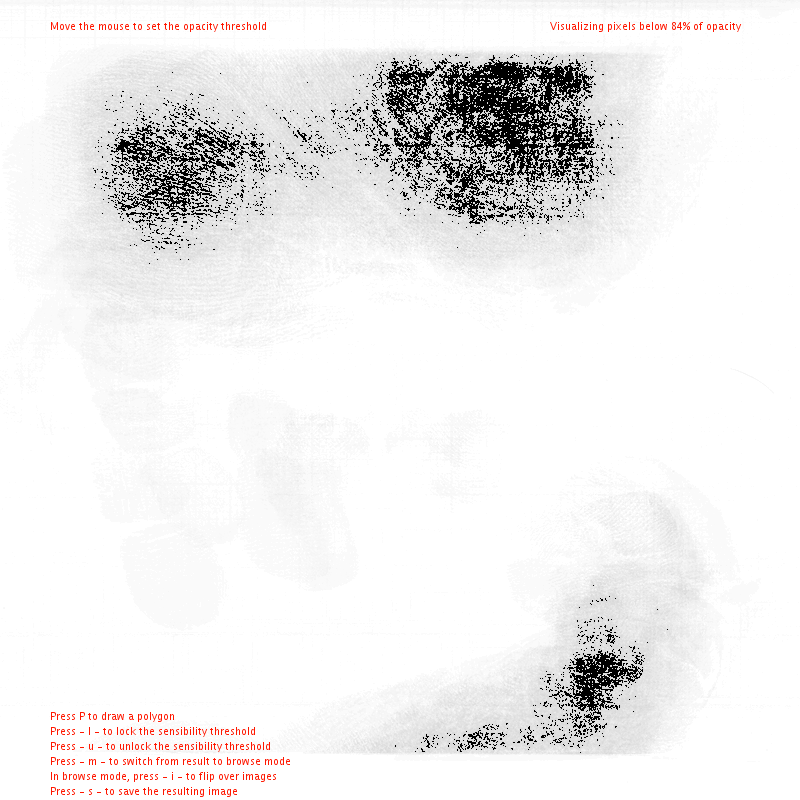 Move the mouse to set the opacity threshold
Visualizing pixels below 84% of opacity
Press P to draw a polygon
Press - l - to lock the sensibility threshold
Press - u - to unlock the sensibility threshold
Press - m - to switch from result to browse mode
In browse mode, press - i - to flip over images
Press - s - to save the resulting image